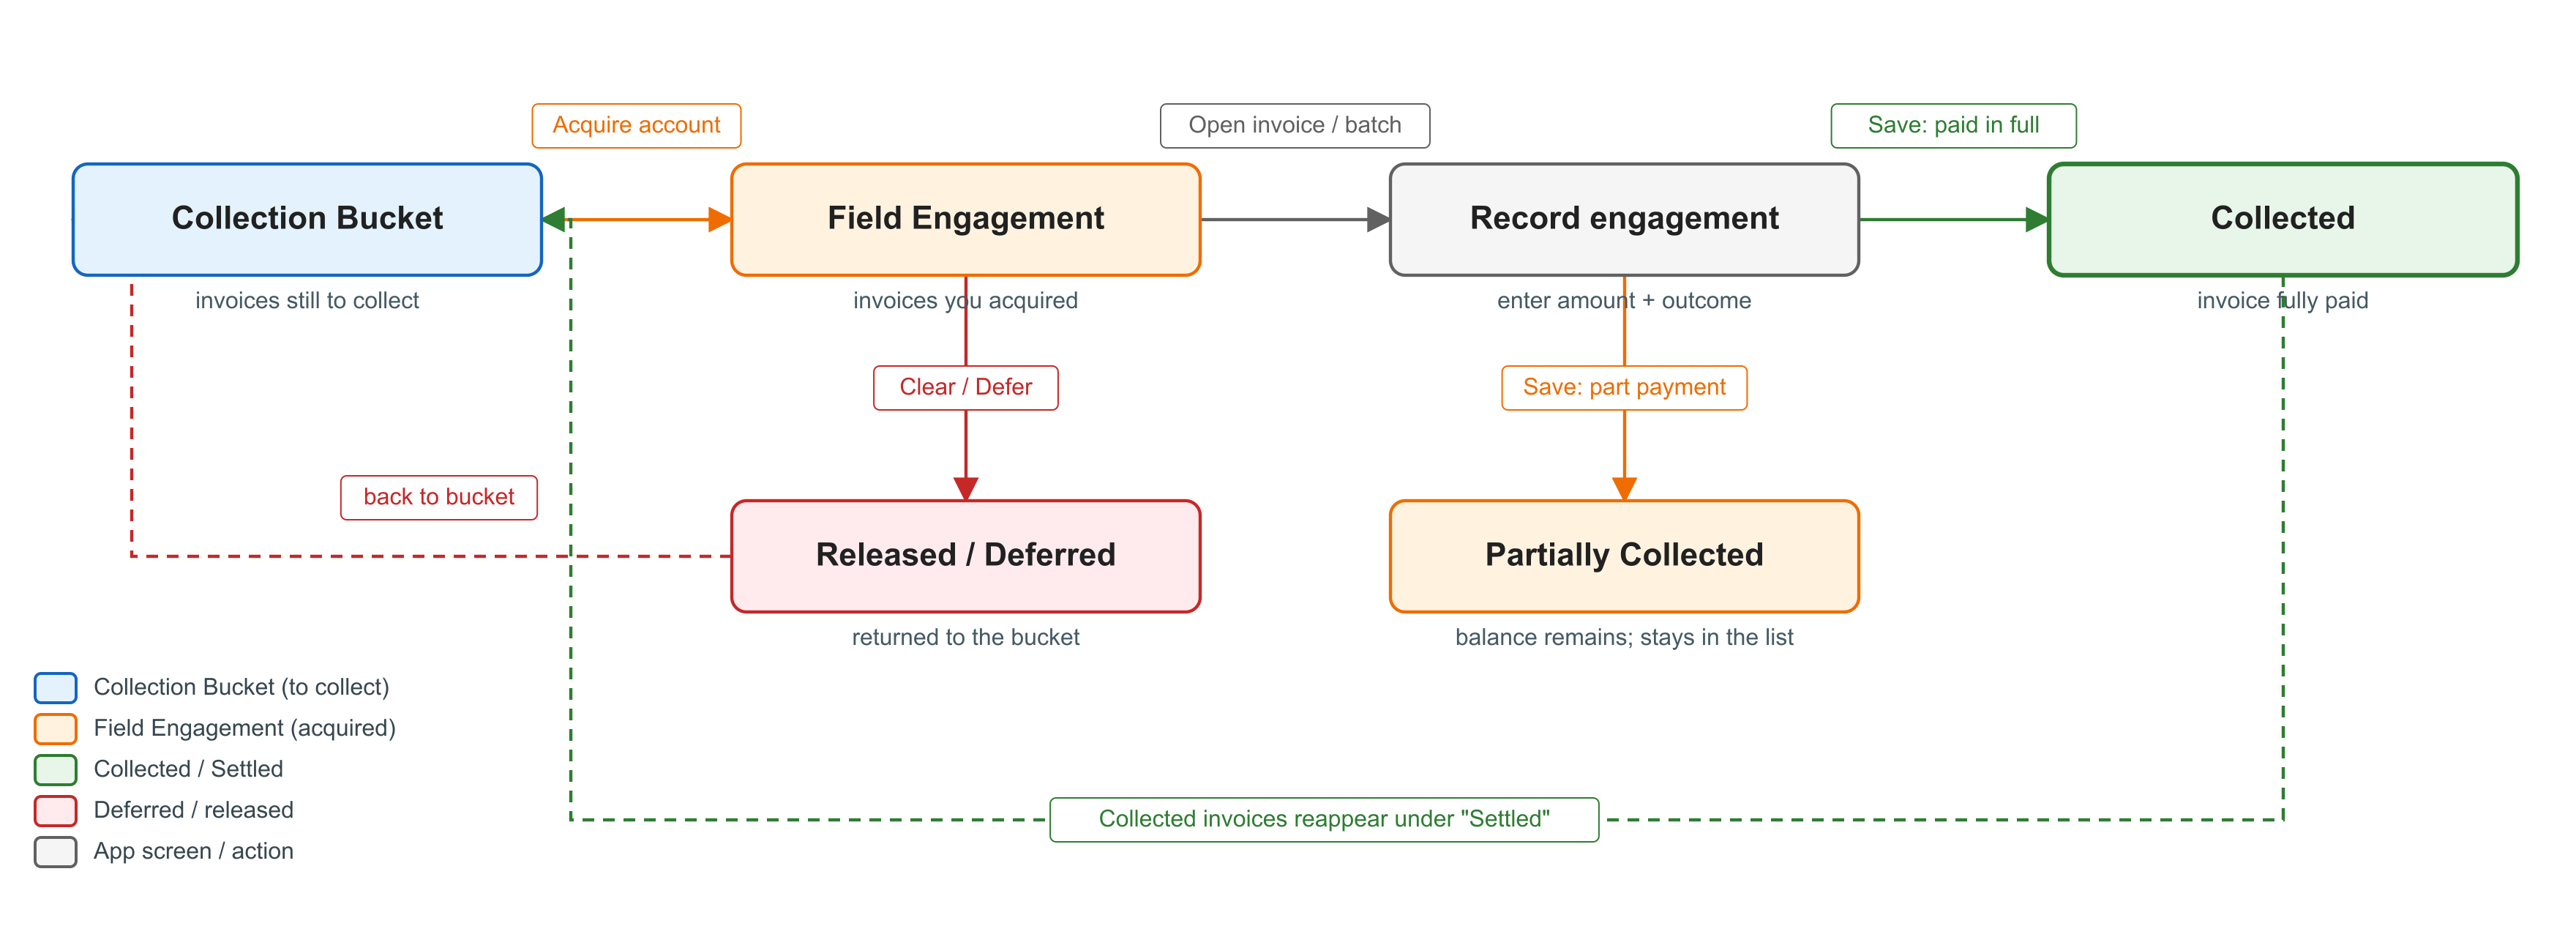 Acquire account
Open invoice / batch
Save: paid in full
Collection Bucket
Field Engagement
Record engagement
Collected
invoices still to collect
invoices you acquired
enter amount + outcome
invoice fully paid
Clear / Defer
Save: part payment
back to bucket
Released / Deferred
Partially Collected
returned to the bucket
balance remains; stays in the list
Collection Bucket (to collect)
Field Engagement (acquired)
Collected / Settled
Deferred / released
App screen / action
Collected invoices reappear under "Settled"